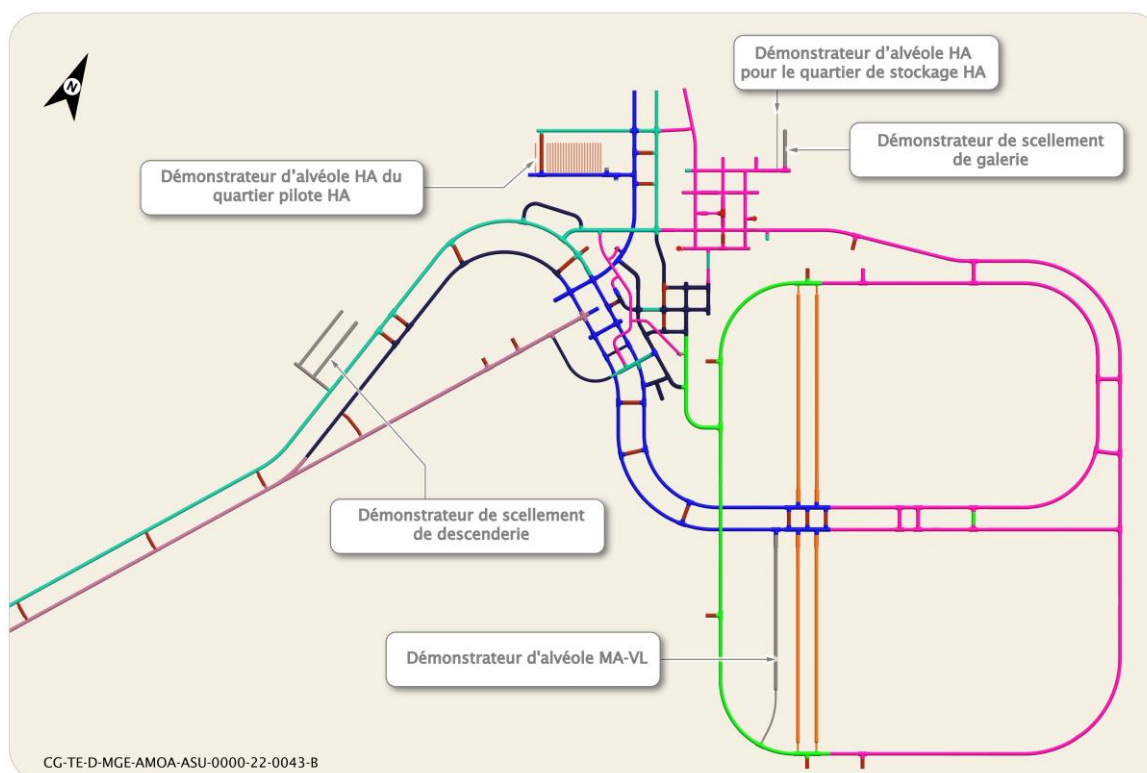 Démonstrateur d'alvéole HA
pour le quartier de stockage HA
N
Démonstrateur de scellement
de galerie
Démonstrateur d'alvéole HA du
quartier pilote HA
Démonstrateur de scellement
de descenderie
Démonstrateur d'alvéole MA-VL
CG-TE-D-MGE-AMOA-ASU-0000-22-0043-B